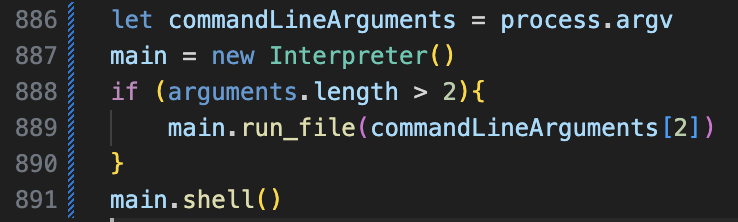 886 let commandLineArguments = process.argv
887 main = new Interpreter()
888 if (arguments.length > 2){
889     main.run_file(commandLineArguments[2])
890 }
891 main.shell()